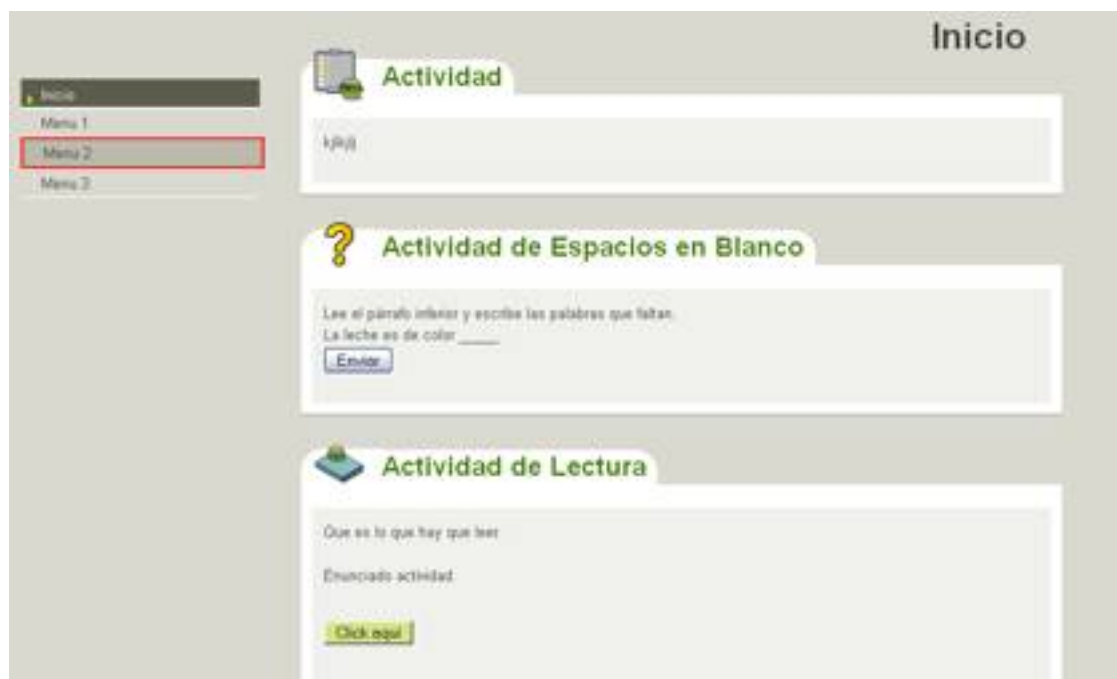 Inicio
Inicio
Menu 1
Menu 2
Menu 3
Actividad
Actividad de Espacios en Blanco
Lee el párrafo inferior y escribe las palabras que faltan.
La leche es de color _____
Enviar
Actividad de Lectura
Que es lo que hay que leer
Enunciado actividad
Click aquí